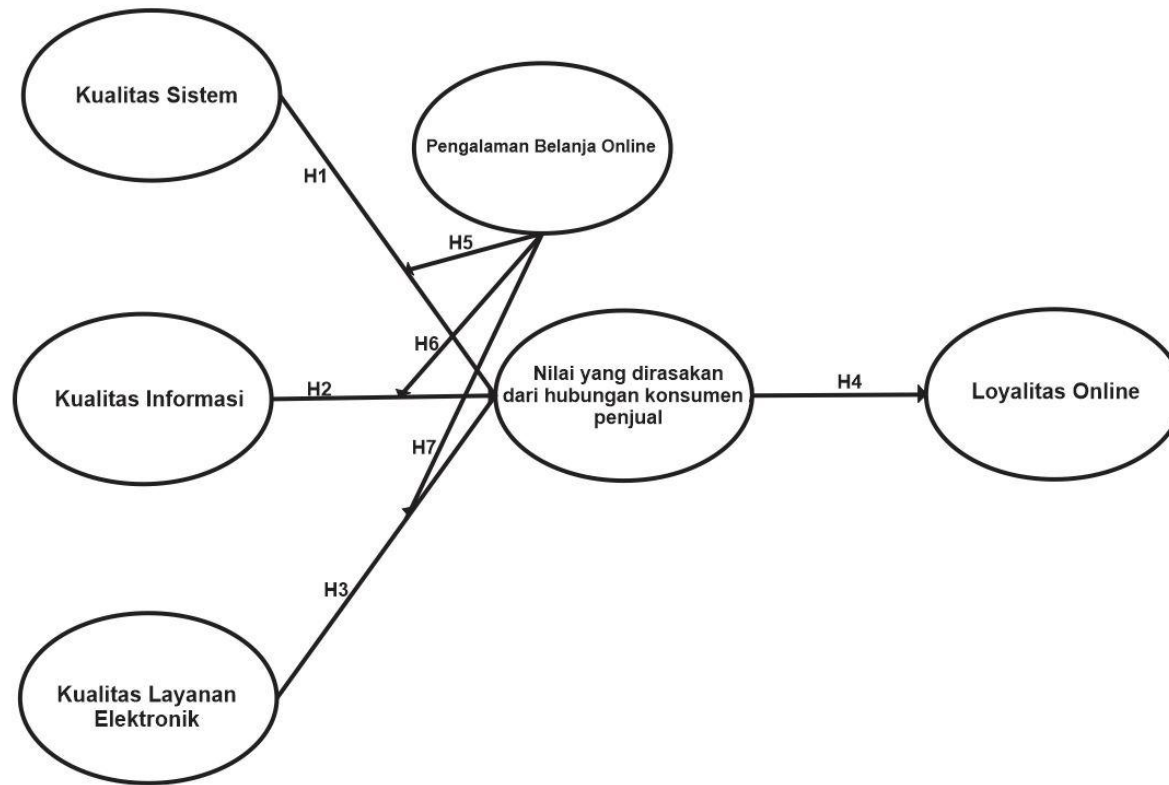 Kualitas Sistem
Pengalaman Belanja Online
H1
H5
H6
Kualitas Informasi
H2
Nilai yang dirasakan
dari hubungan konsumen
penjual
H4
Loyalitas Online
H7
H3
Kualitas Layanan
Elektronik